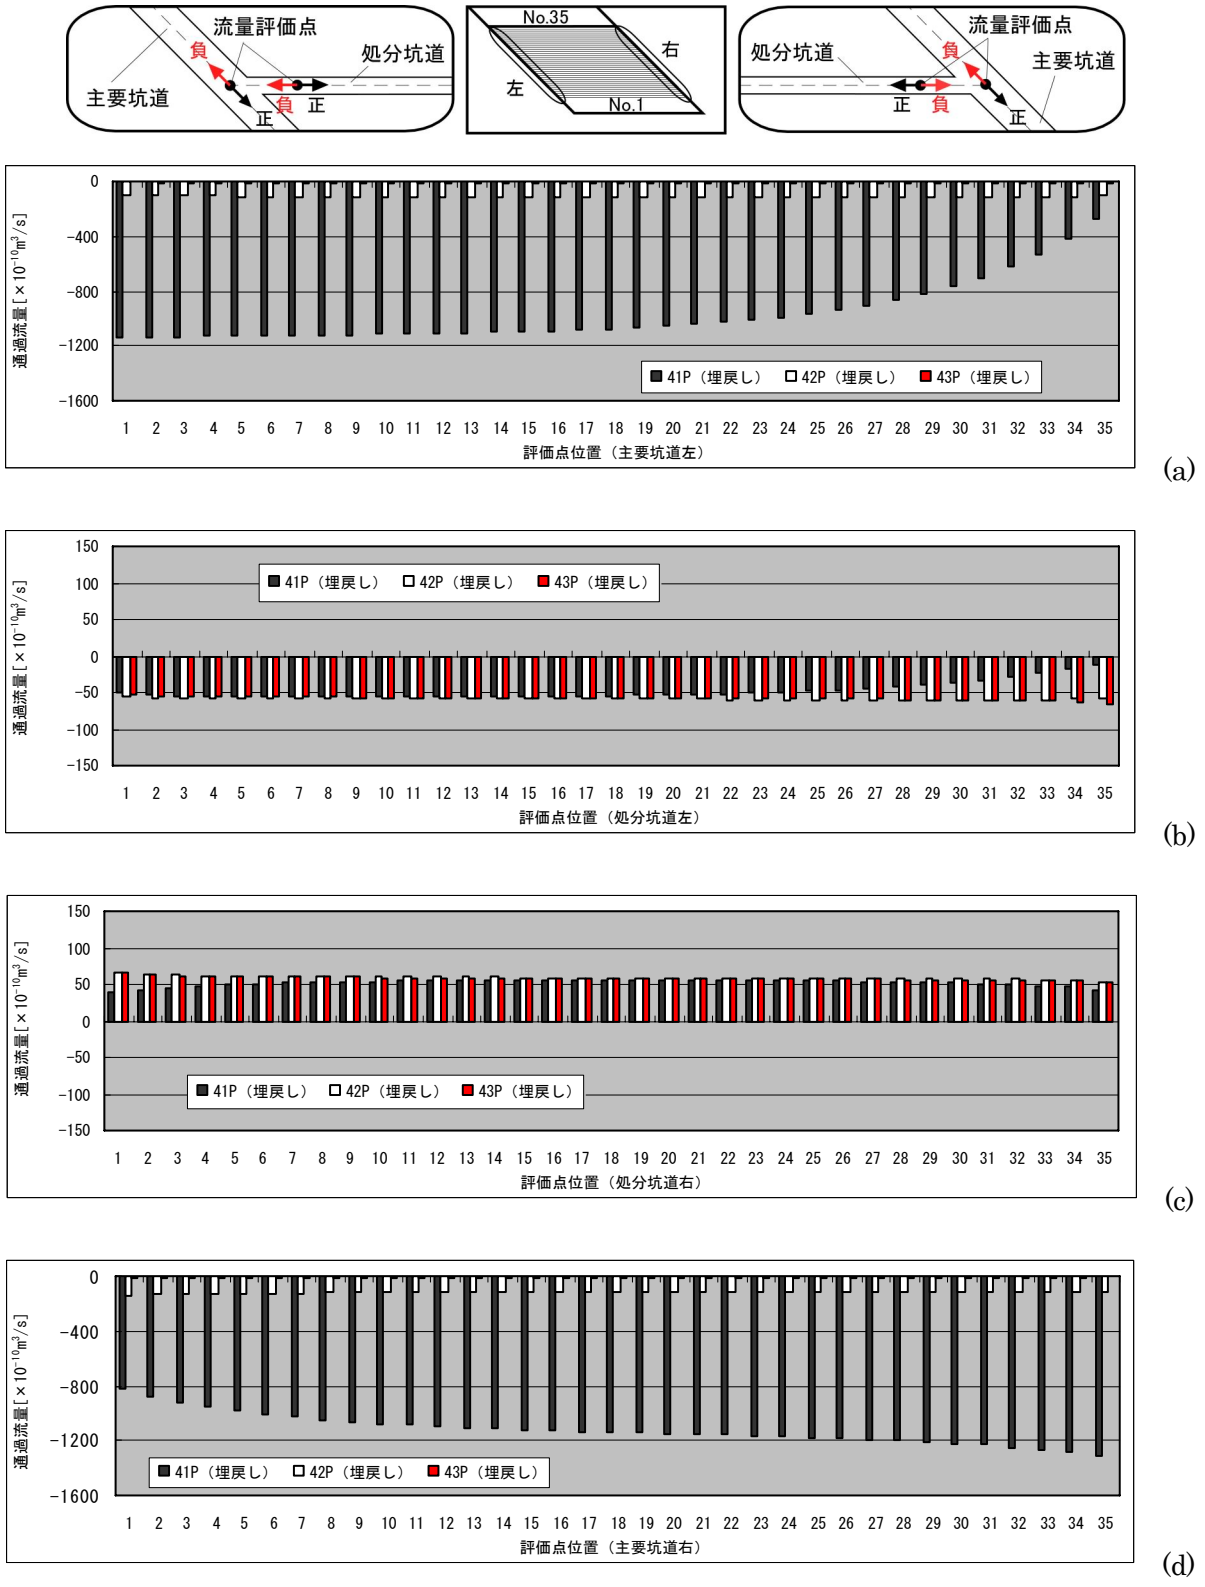 流量評価点
負
処分坑道
主要坑道
負
正
正
No.35
右
左
No.1
流量評価点
処分坑道
負
主要坑道
正
負
正
通過流量[×10⁻¹⁰m³/s]
0
-400
-800
-1200
-1600
41P（埋戻し） 42P（埋戻し） 43P（埋戻し）
1 2 3 4 5 6 7 8 9 10 11 12 13 14 15 16 17 18 19 20 21 22 23 24 25 26 27 28 29 30 31 32 33 34 35
評価点位置（主要坑道左）
(a)
通過流量[×10⁻¹⁰m³/s]
150
100
50
0
-50
-100
-150
41P（埋戻し） 42P（埋戻し） 43P（埋戻し）
1 2 3 4 5 6 7 8 9 10 11 12 13 14 15 16 17 18 19 20 21 22 23 24 25 26 27 28 29 30 31 32 33 34 35
評価点位置（処分坑道左）
(b)
通過流量[×10⁻¹⁰m³/s]
150
100
50
0
-50
-100
-150
41P（埋戻し） 42P（埋戻し） 43P（埋戻し）
1 2 3 4 5 6 7 8 9 10 11 12 13 14 15 16 17 18 19 20 21 22 23 24 25 26 27 28 29 30 31 32 33 34 35
評価点位置（処分坑道右）
(c)
通過流量[×10⁻¹⁰m³/s]
0
-400
-800
-1200
-1600
41P（埋戻し） 42P（埋戻し） 43P（埋戻し）
1 2 3 4 5 6 7 8 9 10 11 12 13 14 15 16 17 18 19 20 21 22 23 24 25 26 27 28 29 30 31 32 33 34 35
評価点位置（主要坑道右）
(d)